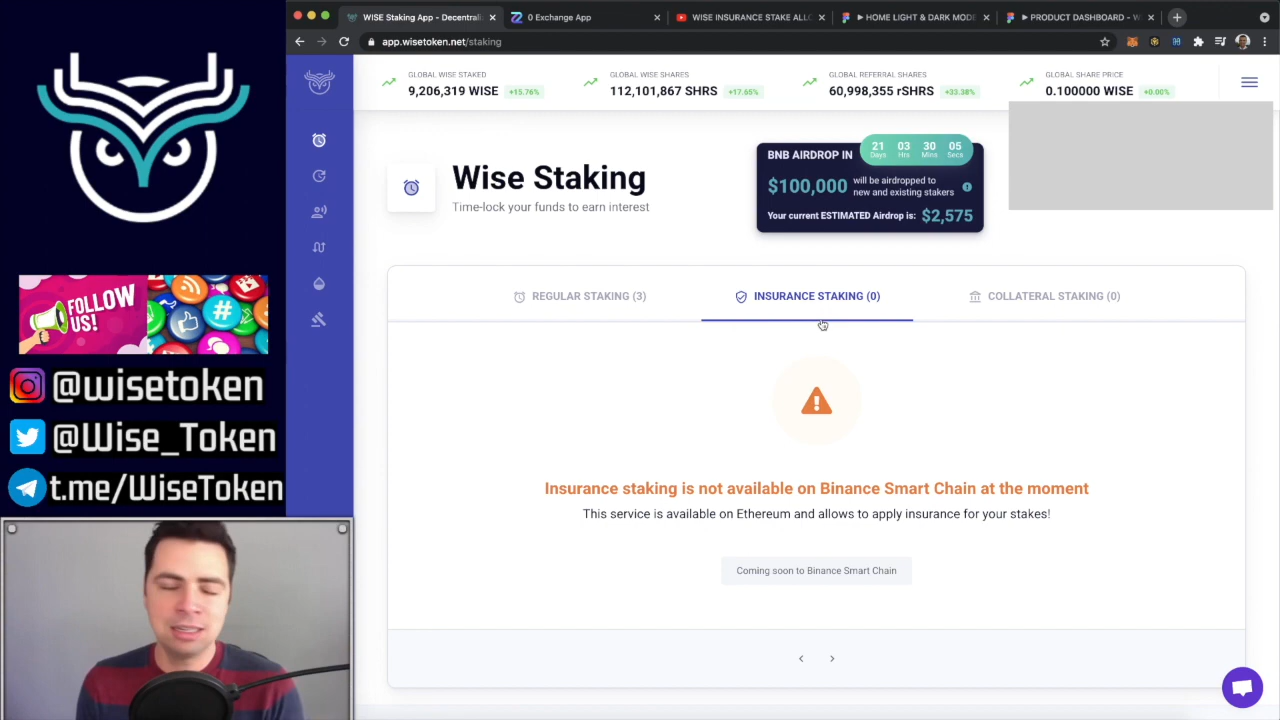 FOLLOW
US!
@wisetoken
@Wise_Token
t.me/WiseToken
WISE Staking App - Decentrali
0 Exchange App
WISE INSURANCE STAKE ALLC
HOME LIGHT & DARK MODE
PRODUCT DASHBOARD - W
app.wisetoken.net/staking
GLOBAL WISE STAKED
9,206,319 WISE +15.76%
GLOBAL WISE SHARES
112,101,867 SHRS +17.65%
GLOBAL REFERRAL SHARES
60,998,355 rSHRS +33.38%
GLOBAL SHARE PRICE
0.100000 WISE +0.00%
Wise Staking
Time-lock your funds to earn interest
BNB AIRDROP IN
21 03 30 05
Days Hrs Mins Secs
$100,000 will be airdropped to
new and existing stakers
Your current ESTIMATED Airdrop is: $2,575
REGULAR STAKING (3)
INSURANCE STAKING (0)
COLLATERAL STAKING (0)
Insurance staking is not available on Binance Smart Chain at the moment
This service is available on Ethereum and allows to apply insurance for your stakes!
Coming soon to Binance Smart Chain